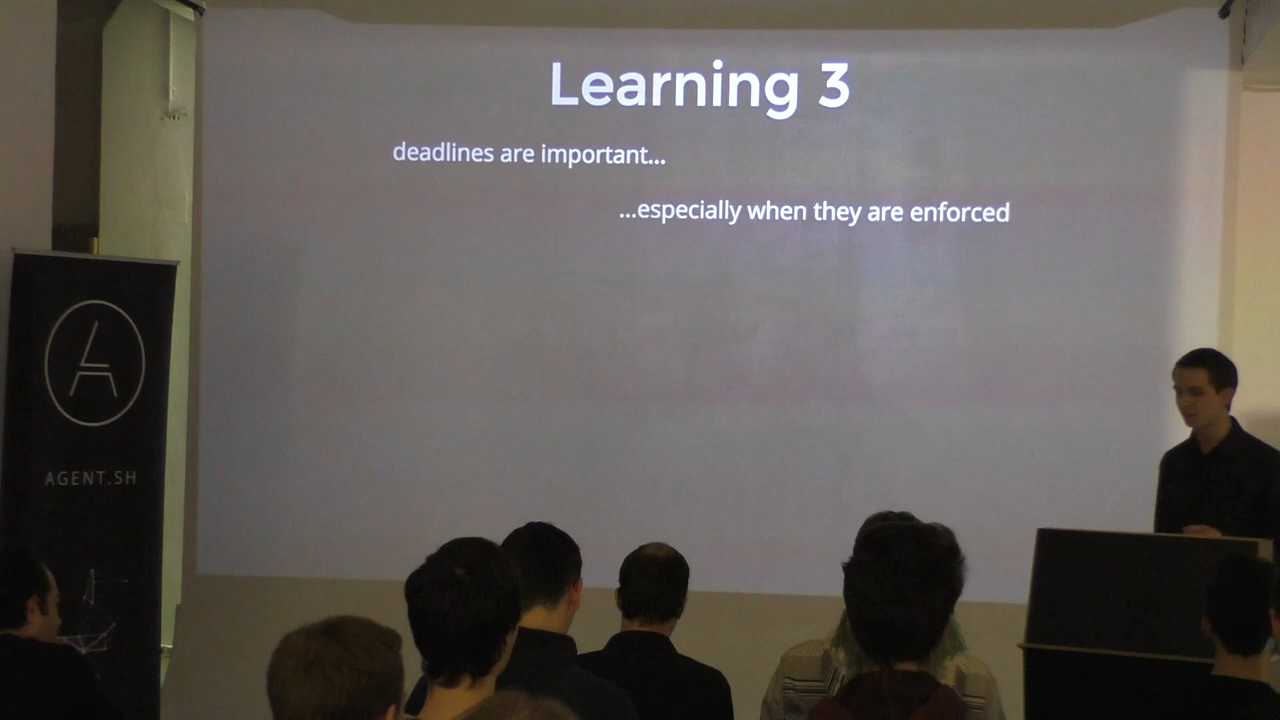 Learning 3
deadlines are important...
...especially when they are enforced
AGENT.SH